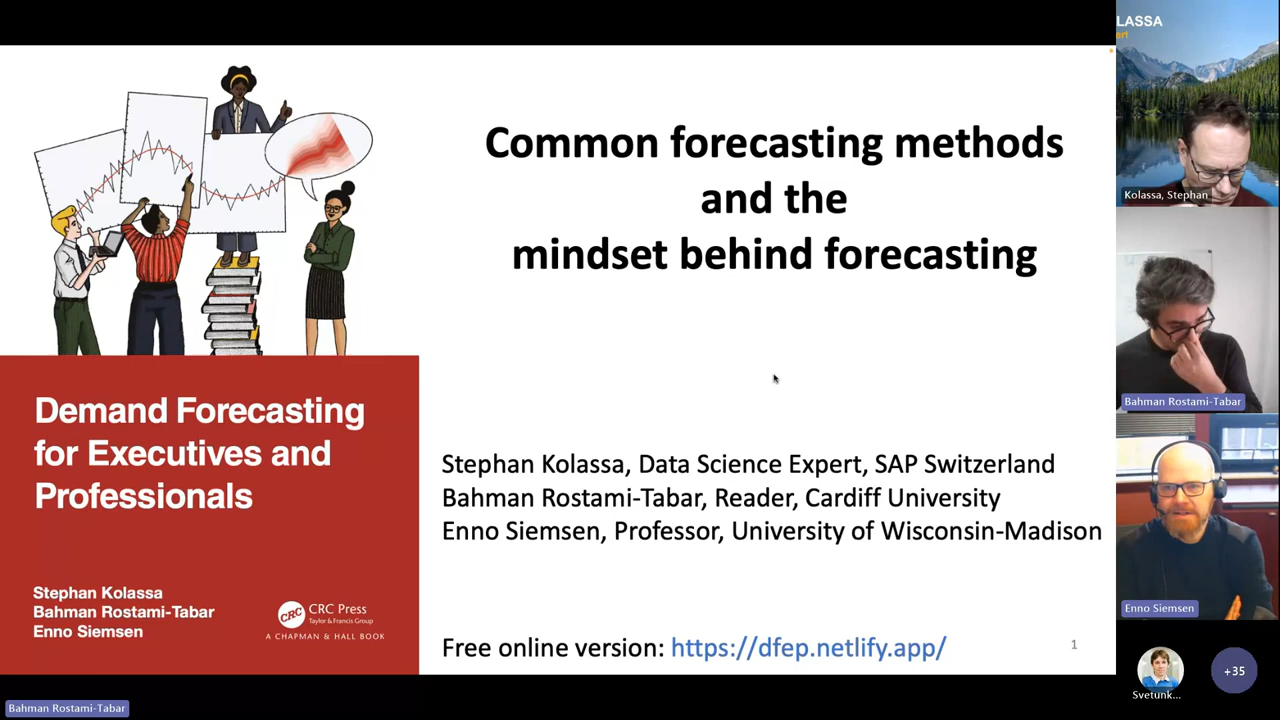 Common forecasting methods
and the
mindset behind forecasting
Demand Forecasting
for Executives and
Professionals
Stephan Kolassa
Bahman Rostami-Tabar
Enno Siemsen
CRC
CRC Press
Taylor & Francis Group
A CHAPMAN & HALL BOOK
Stephan Kolassa, Data Science Expert, SAP Switzerland
Bahman Rostami-Tabar, Reader, Cardiff University
Enno Siemsen, Professor, University of Wisconsin-Madison
Free online version: https://dfep.netlify.app/
1
LASSA
ert
Kolassa, Stephan
Bahman Rostami-Tabar
Enno Siemsen
Svetunk...
+35
Bahman Rostami-Tabar